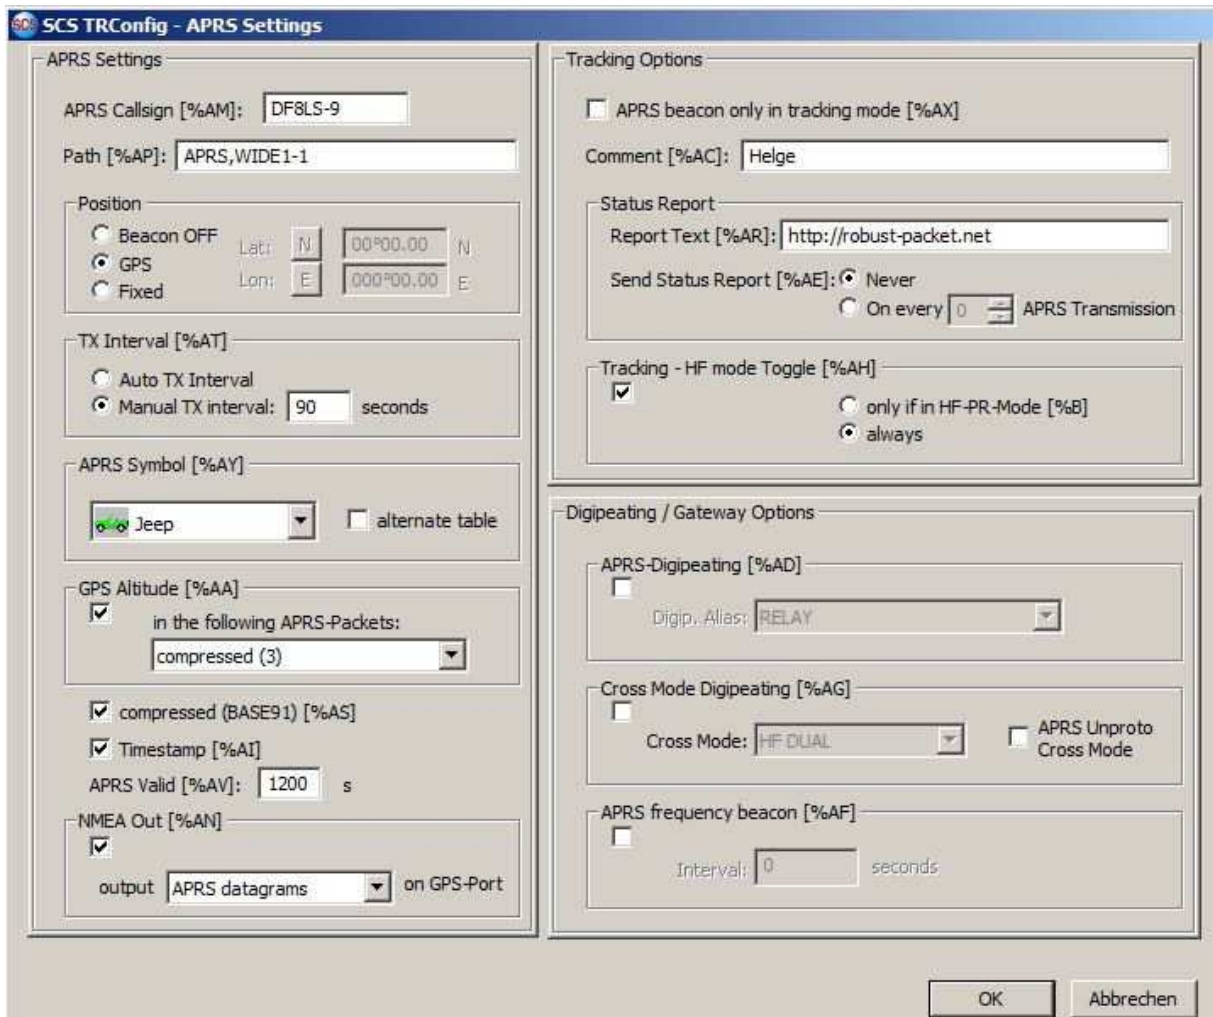 SCS TRConfig - APRS Settings
APRS Settings
APRS Callsign [%AM]: DF8LS-9
Path [%AP]: APRS,WIDE1-1
Position
Beacon OFF
GPS
Fixed
Lat: N 00°00.00 N
Lon: E 000°00.00 E
TX Interval [%AT]
Auto TX Interval
Manual TX interval: 90 seconds
APRS Symbol [%AY]
Jeep
alternate table
GPS Altitude [%AA]
in the following APRS-Packets:
compressed (3)
compressed (BASE91) [%AS]
Timestamp [%AI]
APRS Valid [%AV]: 1200 s
NMEA Out [%AN]
output APRS datagrams on GPS-Port
Tracking Options
APRS beacon only in tracking mode [%AX]
Comment [%AC]: Helge
Status Report
Report Text [%AR]: http://robust-packet.net
Send Status Report [%AE]: Never
On every 0 APRS Transmission
Tracking - HF mode Toggle [%AH]
only if in HF-PR-Mode [%B]
always
Digipeating / Gateway Options
APRS-Digipeating [%AD]
Digip. Alias: RELAY
Cross Mode Digipeating [%AG]
Cross Mode: HF DUAL
APRS Unproto
Cross Mode
APRS frequency beacon [%AF]
Interval: 0 seconds
OK
Abbrechen